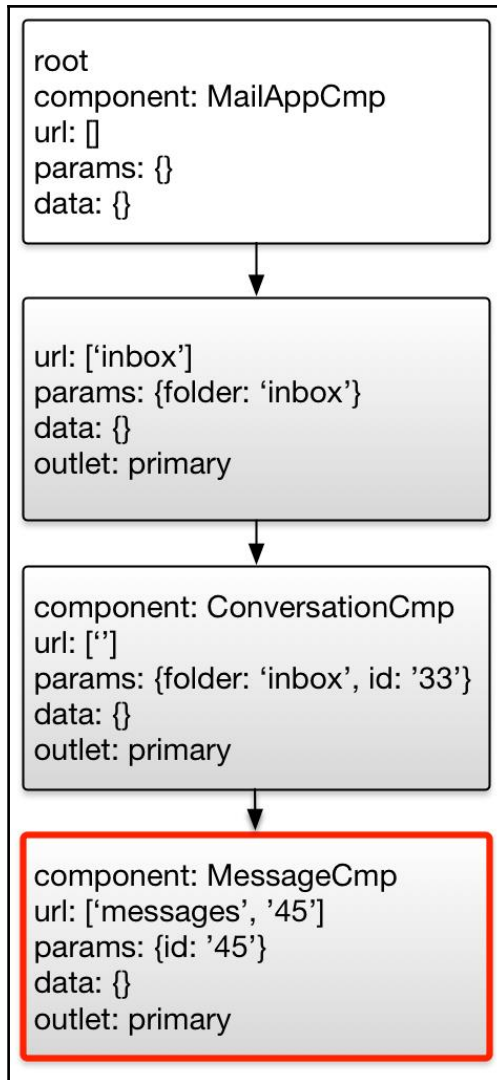 root
component: MailAppCmp
url: []
params: {}
data: {}
url: [‘inbox’]
params: {folder: ‘inbox’}
data: {}
outlet: primary
component: ConversationCmp
url: [‘’]
params: {folder: ‘inbox’, id: ’33’}
data: {}
outlet: primary
component: MessageCmp
url: [‘messages’, ’45’]
params: {id: ’45’}
data: {}
outlet: primary